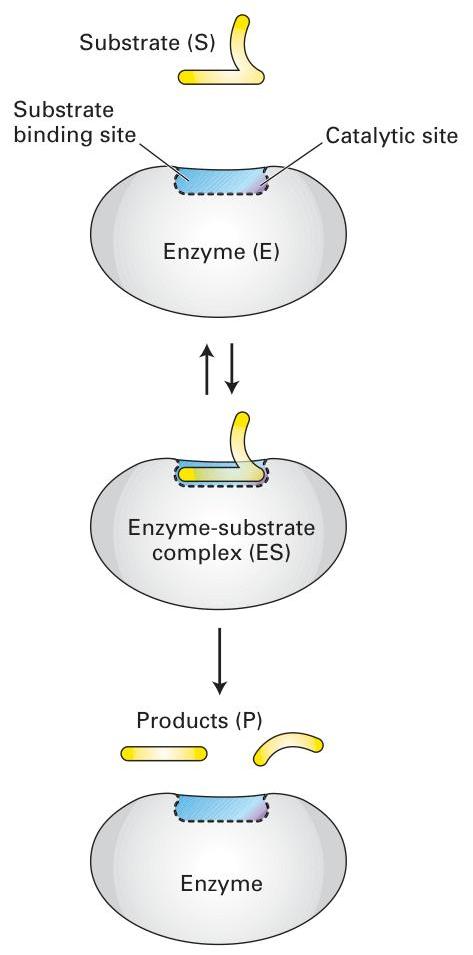 Substrate (S)
Substrate
binding site
Catalytic site
Enzyme (E)
Enzyme-substrate
complex (ES)
Products (P)
Enzyme